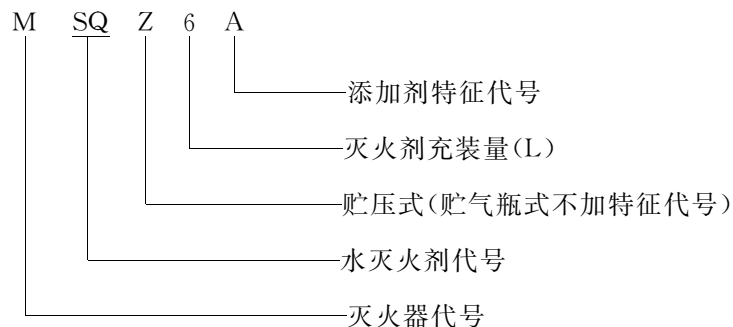 M SQ Z 6 A
添加剂特征代号
灭火剂充装量(L)
贮压式(贮气瓶式不加特征代号)
水灭火剂代号
灭火器代号